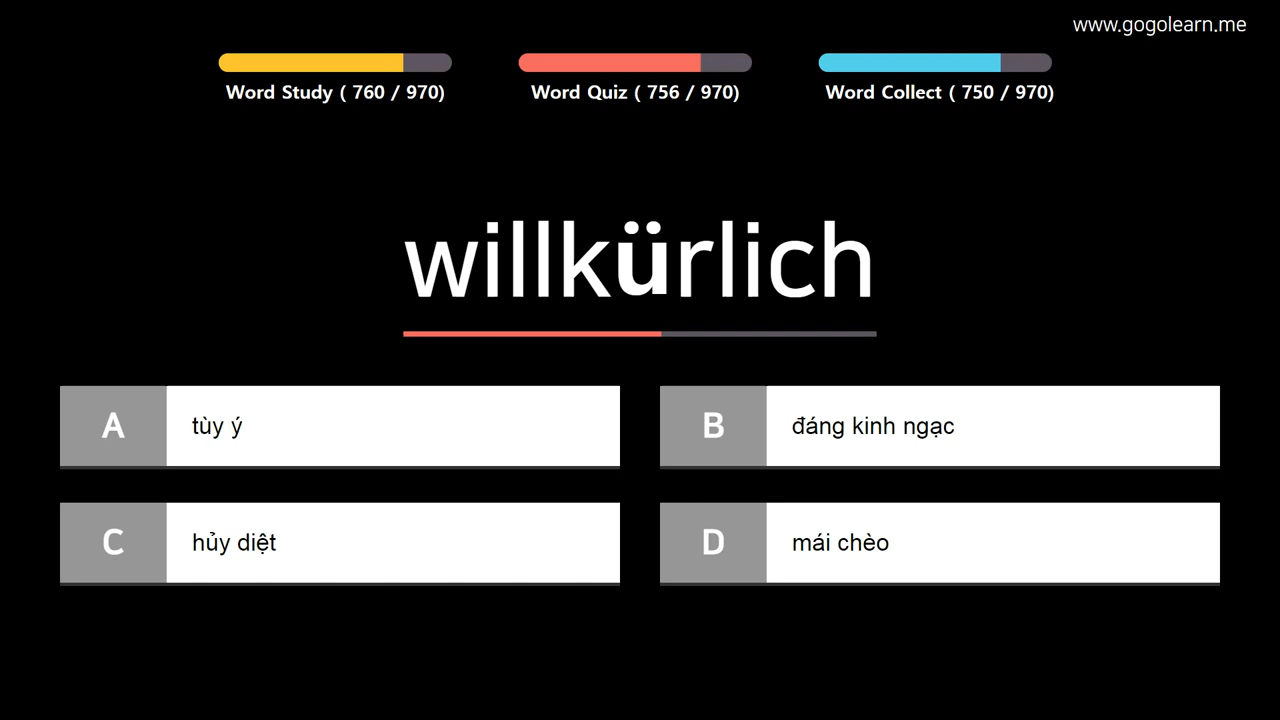 www.gogolearn.me
Word Study ( 760 / 970)
Word Quiz ( 756 / 970)
Word Collect ( 750 / 970)
willkürlich
A tùy ý
B đáng kinh ngạc
C hủy diệt
D mái chèo